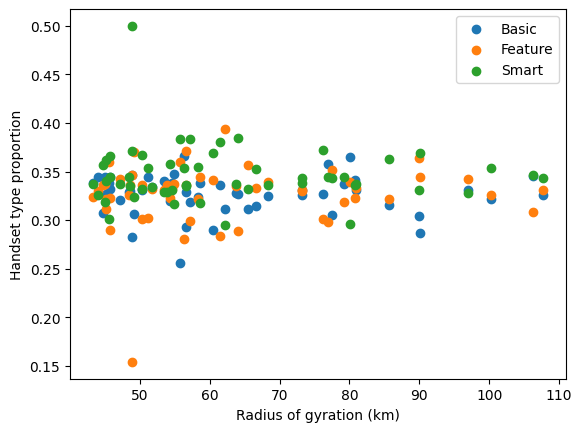 Basic
Feature
Smart
0.50
0.45
0.40
0.35
0.30
0.25
0.20
0.15
Handset type proportion
50 60 70 80 90 100 110
Radius of gyration (km)